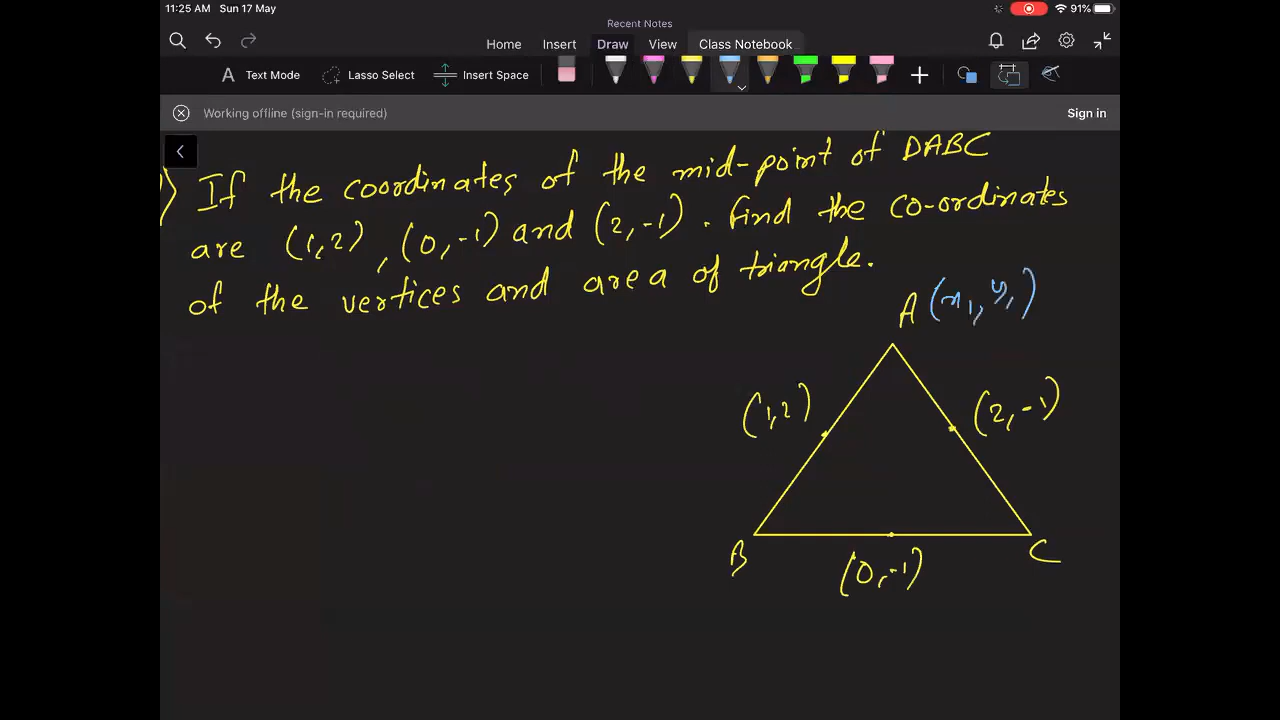 11:25 AM Sun 17 May
91%
Recent Notes
Home Insert Draw View Class Notebook
Text Mode Lasso Select Insert Space
Working offline (sign-in required) Sign in
1) If the coordinates of the mid-point of DABC
are (1,2), (0,-1) and (2,-1). find the co-ordinates
of the vertices and area of triangle.
A (x₁, y₁)
(1,2)
(2,-1)
B
C
(0,-1)